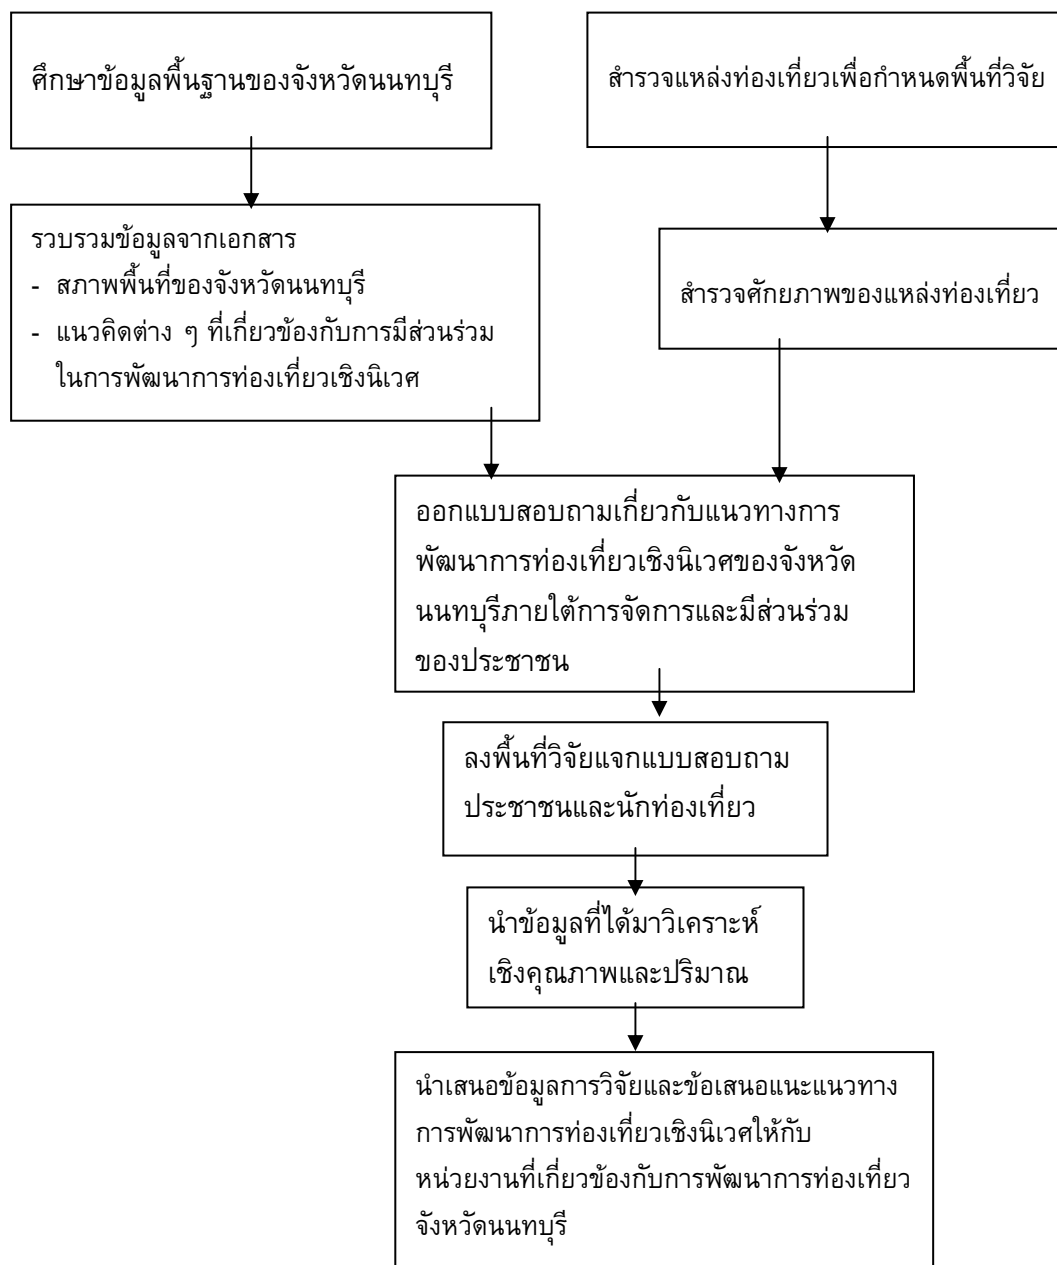 ศึกษาข้อมูลพื้นฐานของจังหวัดนนทบุรี
สำรวจแหล่งท่องเที่ยวเพื่อกำหนดพื้นที่วิจัย
รวบรวมข้อมูลจากเอกสาร
- สภาพพื้นที่ของจังหวัดนนทบุรี
- แนวคิดต่าง ๆ ที่เกี่ยวข้องกับการมีส่วนร่วม
ในการพัฒนาการท่องเที่ยวเชิงนิเวศ
สำรวจศักยภาพของแหล่งท่องเที่ยว
ออกแบบสอบถามเกี่ยวกับแนวทางการ
พัฒนาการท่องเที่ยวเชิงนิเวศของจังหวัด
นนทบุรีภายใต้การจัดการและมีส่วนร่วม
ของประชาชน
ลงพื้นที่วิจัยแจกแบบสอบถาม
ประชาชนและนักท่องเที่ยว
นำข้อมูลที่ได้มาวิเคราะห์
เชิงคุณภาพและปริมาณ
นำเสนอข้อมูลการวิจัยและข้อเสนอแนะแนวทาง
การพัฒนาการท่องเที่ยวเชิงนิเวศให้กับ
หน่วยงานที่เกี่ยวข้องกับการพัฒนาการท่องเที่ยว
จังหวัดนนทบุรี